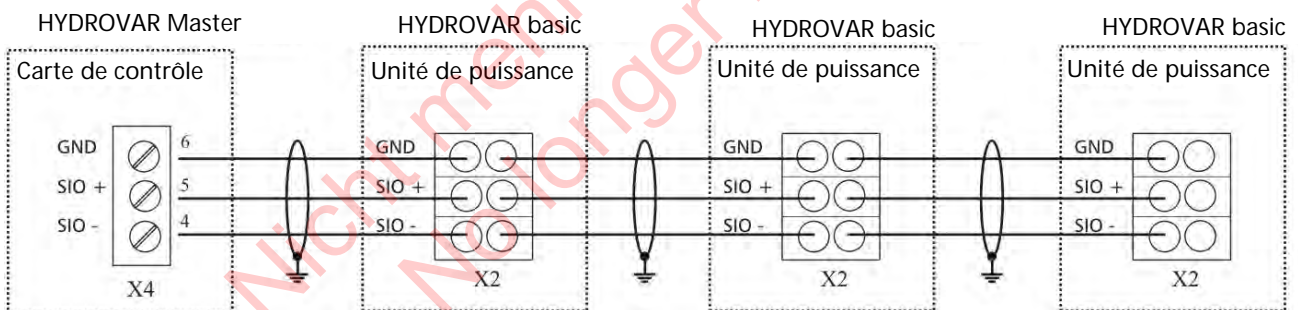 HYDROVAR Master
HYDROVAR basic
HYDROVAR basic
HYDROVAR basic
Carte de contrôle
Unité de puissance
Unité de puissance
Unité de puissance
GND 6
SIO + 5
SIO - 4
X4
GND
SIO +
SIO -
X2
GND
SIO +
SIO -
X2
GND
SIO +
SIO -
X2
Nicht mehr
No longer